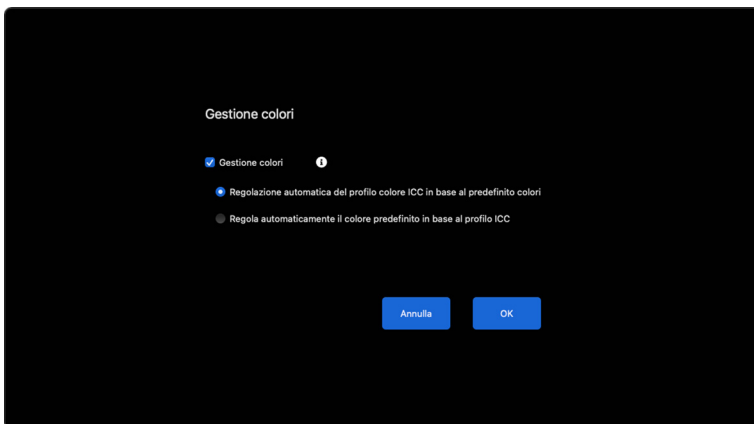 Gestione colori
Gestione colori
Regolazione automatica del profilo colore ICC in base al predefinito colori
Regola automaticamente il colore predefinito in base al profilo ICC
Annulla
OK